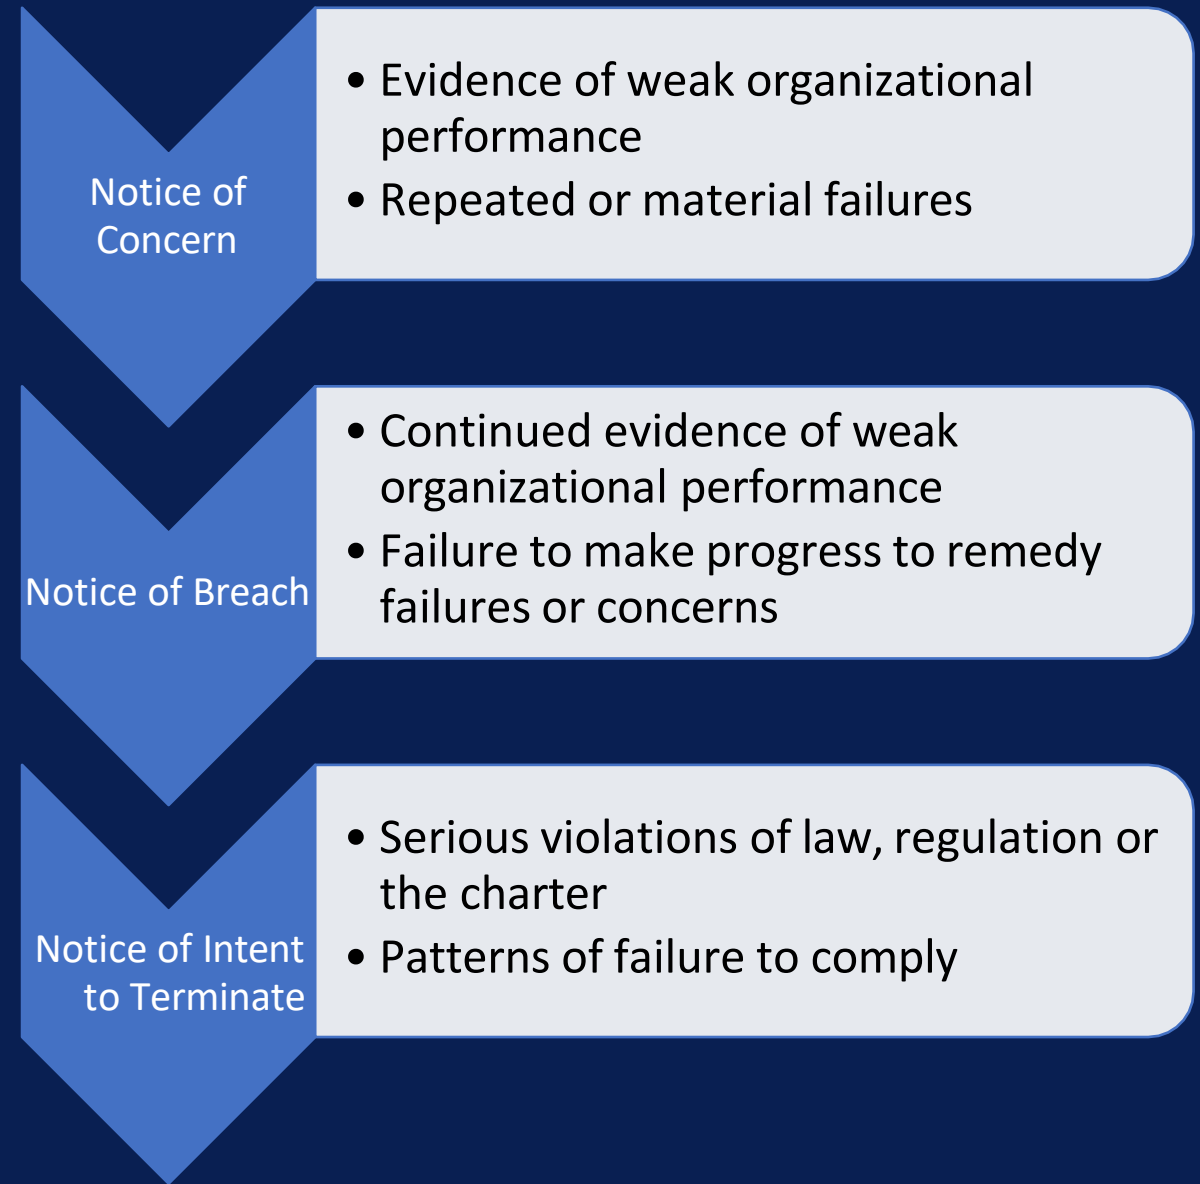 Notice of
Concern
• Evidence of weak organizational
performance
• Repeated or material failures
Notice of Breach
• Continued evidence of weak
organizational performance
• Failure to make progress to remedy
failures or concerns
Notice of Intent
to Terminate
• Serious violations of law, regulation or
the charter
• Patterns of failure to comply